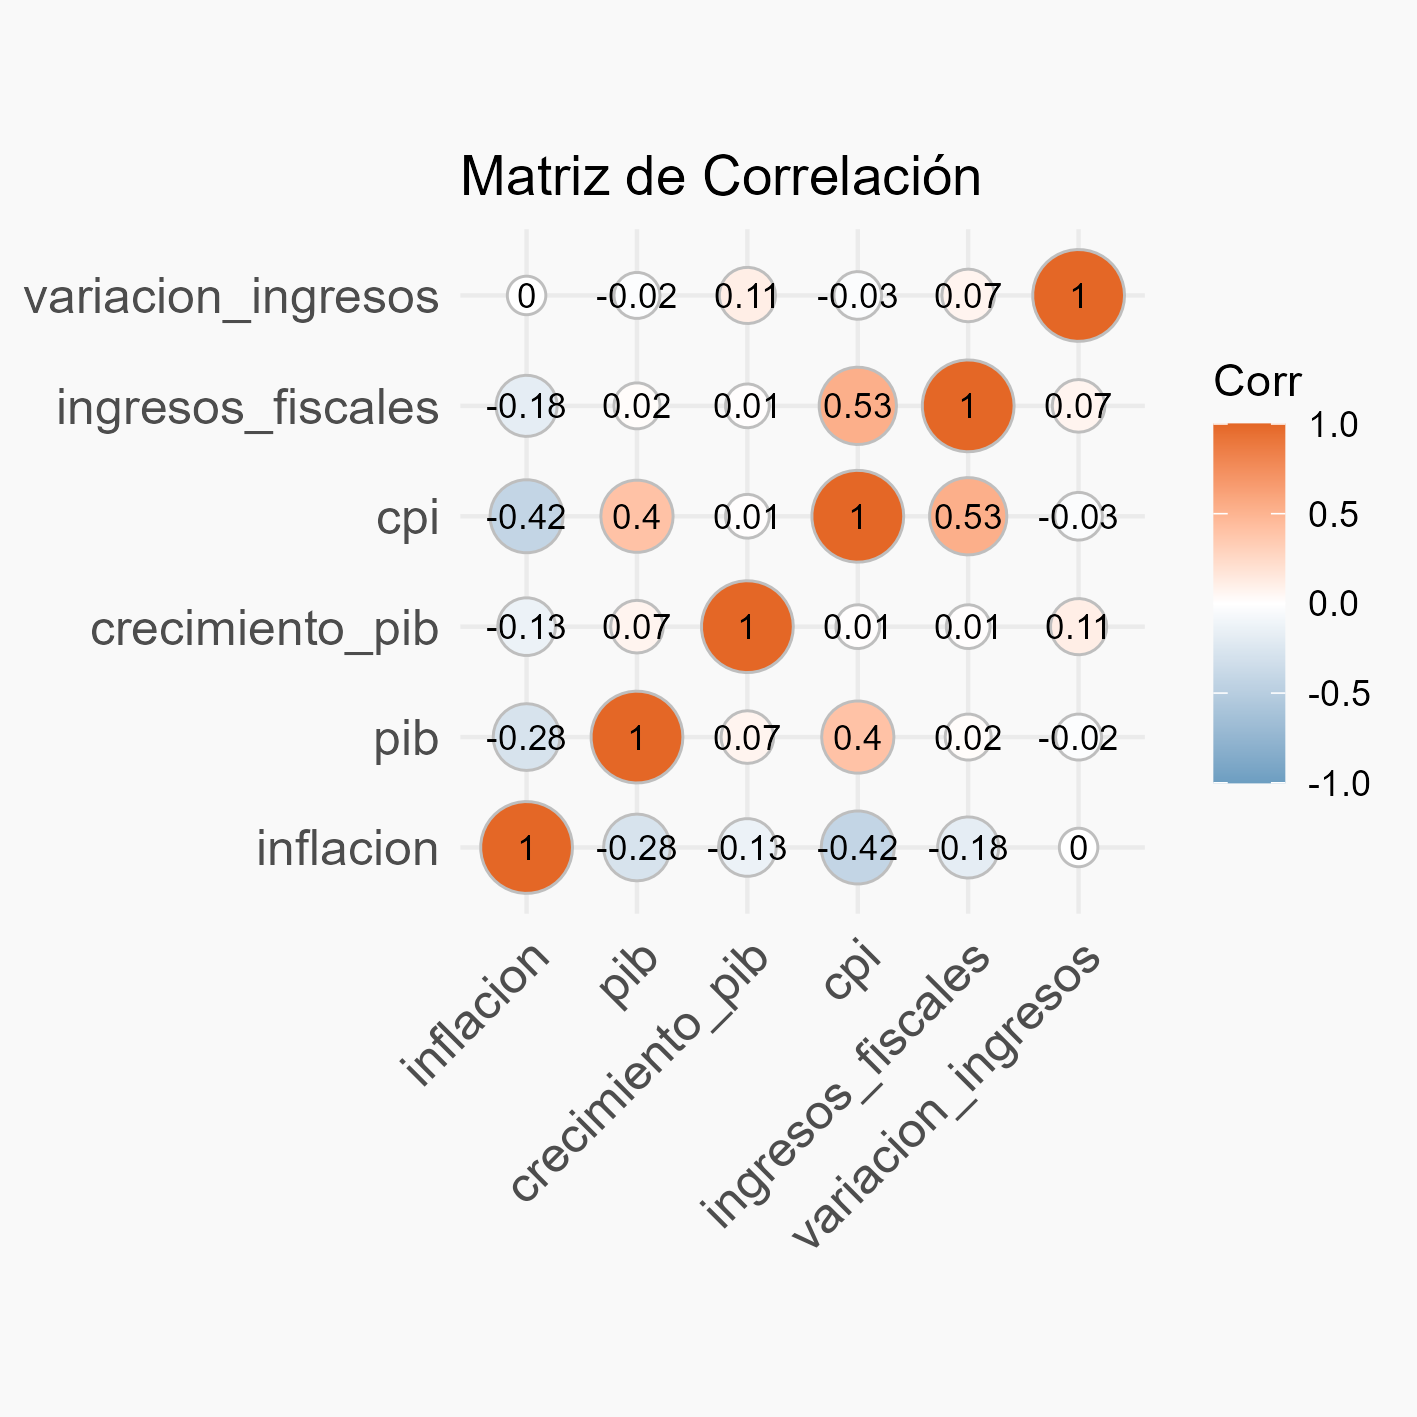 Matriz de Correlación
variacion_ingresos 0 -0.02 0.11 -0.03 0.07 1
ingresos_fiscales -0.18 0.02 0.01 0.53 1 0.07
cpi -0.42 0.4 0.01 1 0.53 -0.03
crecimiento_pib -0.13 0.07 1 0.01 0.01 0.11
pib -0.28 1 0.07 0.4 0.02 -0.02
inflacion 1 -0.28 -0.13 -0.42 -0.18 0
inflacion
pib
crecimiento_pib
cpi
ingresos_fiscales
variacion_ingresos
Corr
1.0
0.5
0.0
-0.5
-1.0